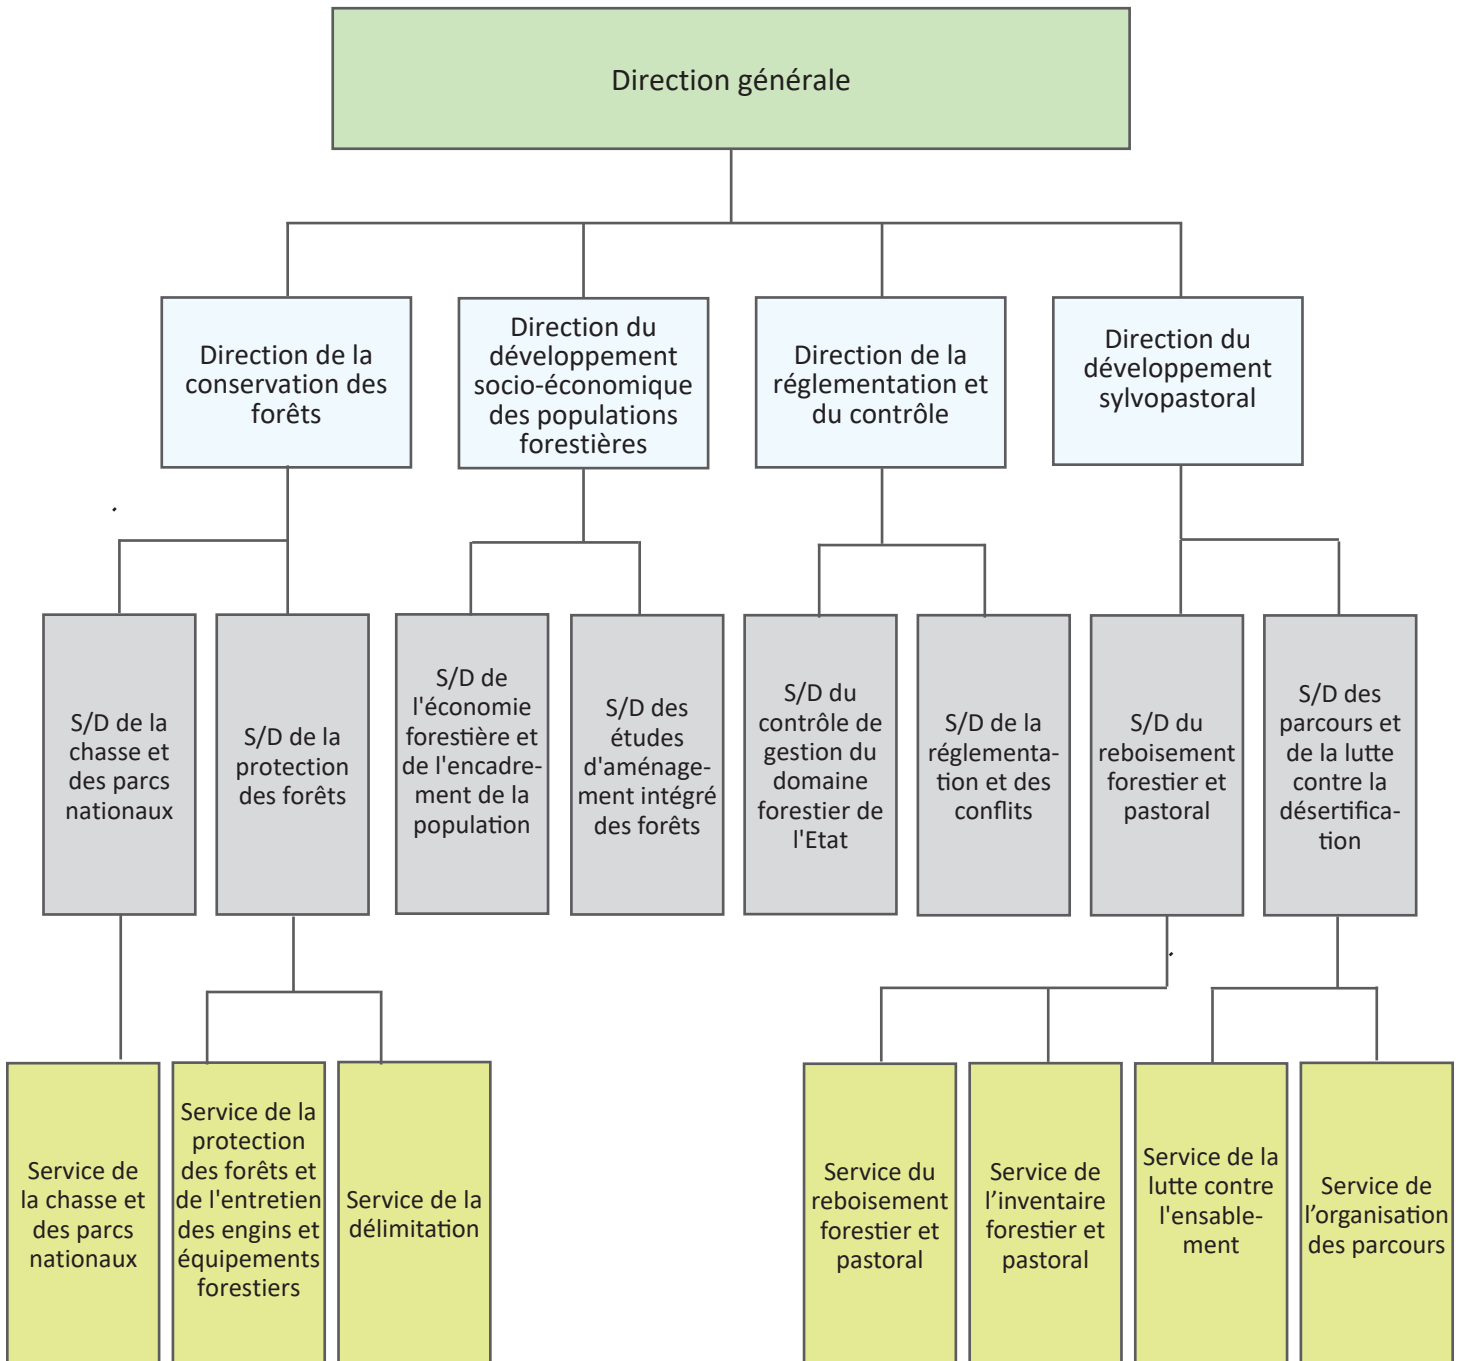 Direction générale
Direction de la
conservation des
forêts
Direction du
développement
socio-économique
des populations
forestières
Direction de la
réglementation et
du contrôle
Direction du
développement
sylvopastoral
S/D de la
chasse et
des parcs
nationaux
S/D de la
protection
des forêts
S/D de
l'économie
forestière et
de l'encadre-
ment de la
population
S/D des
études
d'aménage-
ment intégré
des forêts
S/D du
contrôle de
gestion du
domaine
forestier de
l'Etat
S/D de la
réglementa-
tion et des
conflits
S/D du
reboisement
forestier et
pastoral
S/D des
parcours et
de la lutte
contre la
désertifica-
tion
Service de
la chasse et
des parcs
nationaux
Service de la
protection
des forêts et
de l'entretien
des engins et
équipements
forestiers
Service de la
délimitation
Service du
reboisement
forestier et
pastoral
Service de
l’inventaire
forestier et
pastoral
Service de la
lutte contre
l'ensable-
ment
Service de
l’organisation
des parcours